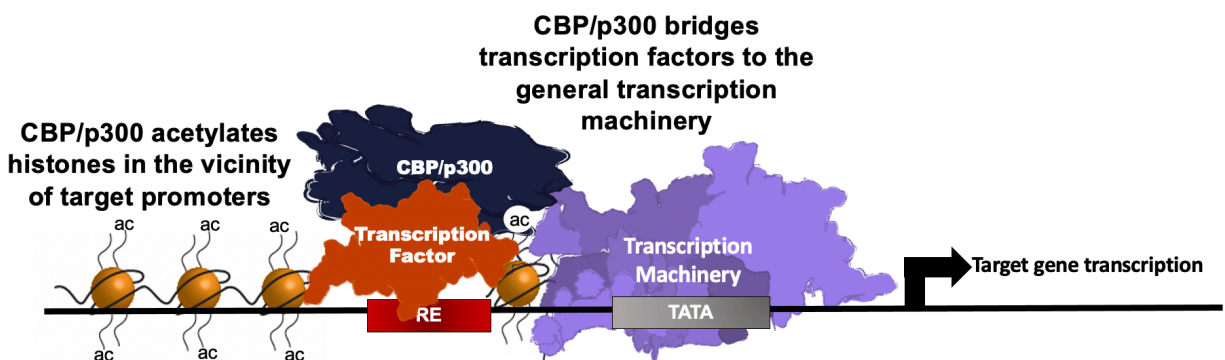 CBP/p300 bridges
transcription factors to the
general transcription
machinery
CBP/p300 acetylates
histones in the vicinity
of target promoters
CBP/p300
ac
ac
ac
ac
Transcription
Factor
Transcription
Machinery
Target gene transcription
RE
TATA
ac
ac
ac
ac